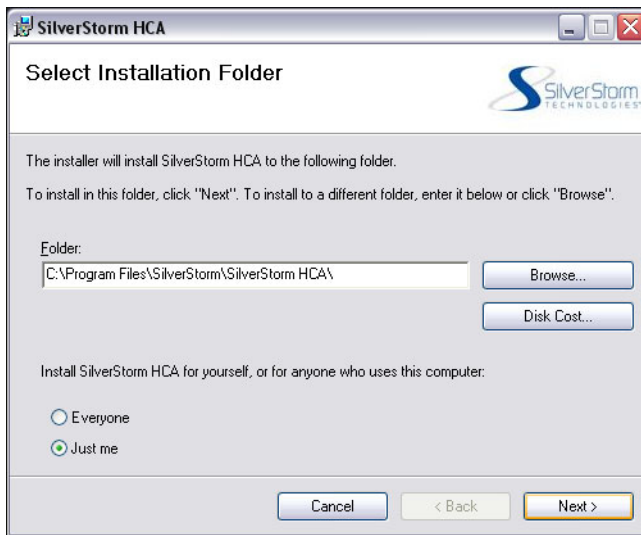 SilverStorm HCA
Select Installation Folder
SilverStorm
TECHNOLOGIES
The installer will install SilverStorm HCA to the following folder.
To install in this folder, click "Next". To install to a different folder, enter it below or click "Browse".
Folder:
C:\Program Files\SilverStorm\SilverStorm HCA\
Browse...
Disk Cost...
Install SilverStorm HCA for yourself, or for anyone who uses this computer:
Everyone
Just me
Cancel
< Back
Next >